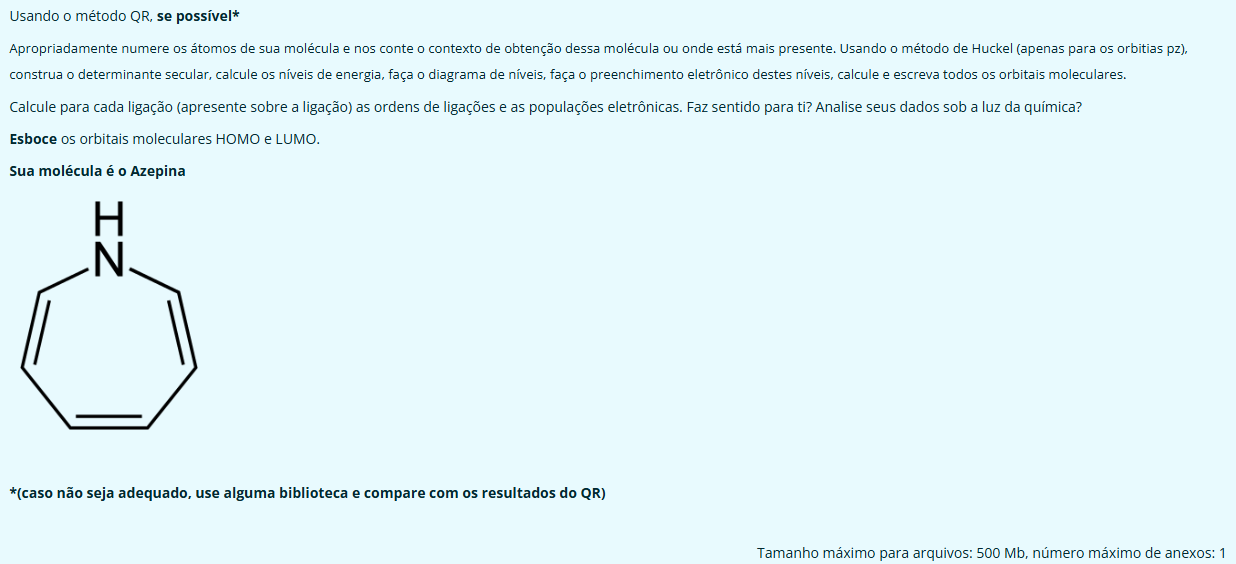 Usando o método QR, se possível*
Apropriadamente numere os átomos de sua molécula e nos conte o contexto de obtenção dessa molécula ou onde está mais presente. Usando o método de Huckel (apenas para os orbitias pz),
construa o determinante secular, calcule os níveis de energia, faça o diagrama de níveis, faça o preenchimento eletrônico destes níveis, calcule e escreva todos os orbitais moleculares.
Calcule para cada ligação (apresente sobre a ligação) as ordens de ligações e as populações eletrônicas. Faz sentido para ti? Analise seus dados sob a luz da química?
Esboce os orbitais moleculares HOMO e LUMO.
Sua molécula é o Azepina
H
N
*(caso não seja adequado, use alguma biblioteca e compare com os resultados do QR)
Tamanho máximo para arquivos: 500 Mb, número máximo de anexos: 1